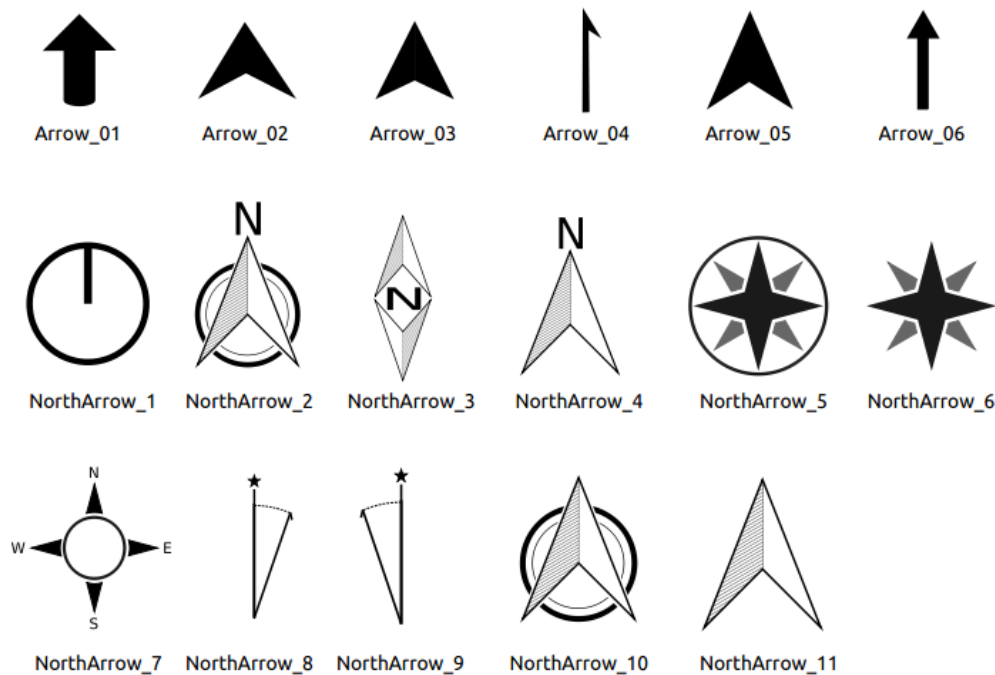 Arrow_01 Arrow_02 Arrow_03 Arrow_04 Arrow_05 Arrow_06
N N N
NorthArrow_1 NorthArrow_2 NorthArrow_3 NorthArrow_4 NorthArrow_5 NorthArrow_6
N
W E
S
NorthArrow_7 NorthArrow_8 NorthArrow_9 NorthArrow_10 NorthArrow_11